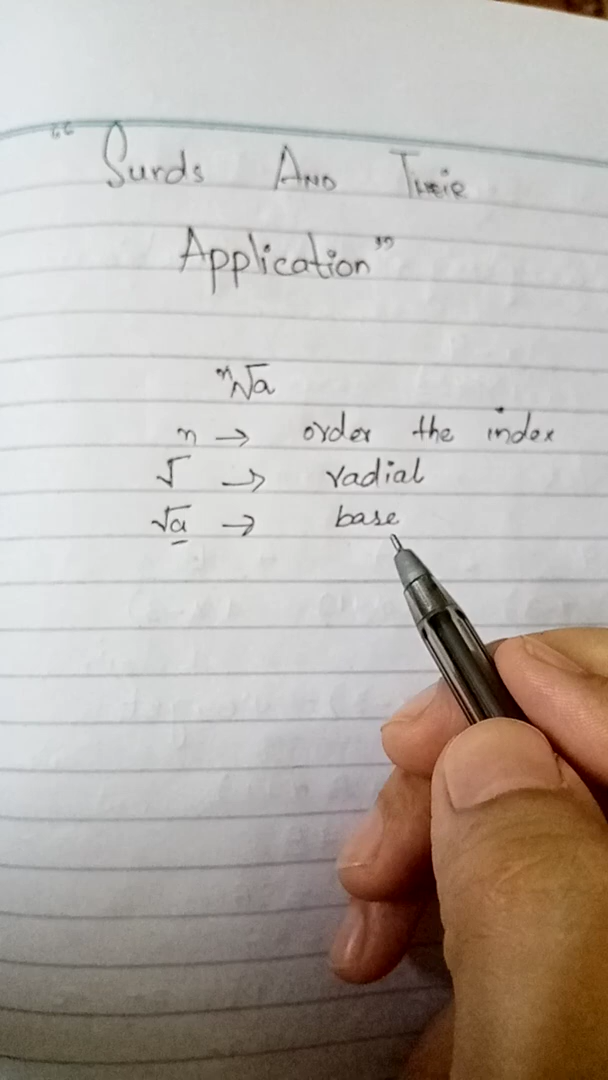 “Surds AND THEIR
Application”
ⁿ√a
n → order the index
√ → radial
√a → base